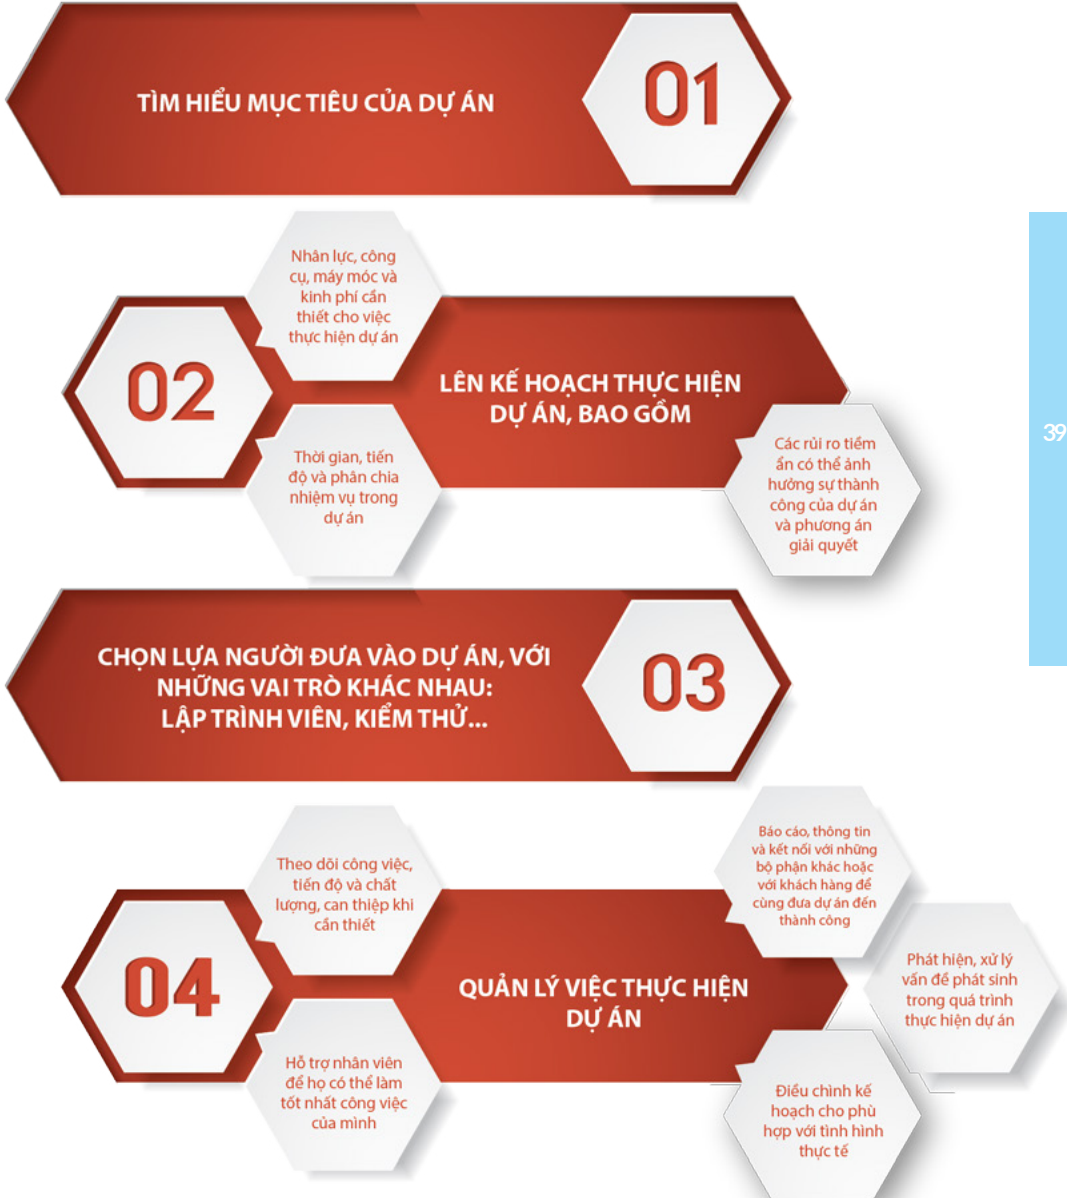 TÌM HIỂU MỤC TIÊU CỦA DỰ ÁN
01
Nhân lực, công
cụ, máy móc và
kinh phí cần
thiết cho việc
thực hiện dự án
02
LÊN KẾ HOẠCH THỰC HIỆN
DỰ ÁN, BAO GỒM
Thời gian, tiến
độ và phân chia
nhiệm vụ trong
dự án
Các rủi ro tiềm
ẩn có thể ảnh
hưởng sự thành
công của dự án
và phương án
giải quyết
39
CHỌN LỰA NGƯỜI ĐƯA VÀO DỰ ÁN, VỚI
NHỮNG VAI TRÒ KHÁC NHAU:
LẬP TRÌNH VIÊN, KIỂM THỬ...
03
Theo dõi công việc,
tiến độ và chất
lượng, can thiệp khi
cần thiết
Báo cáo, thông tin
và kết nối với những
bộ phận khác hoặc
với khách hàng để
cùng đưa dự án đến
thành công
04
QUẢN LÝ VIỆC THỰC HIỆN
DỰ ÁN
Phát hiện, xử lý
vấn đề phát sinh
trong quá trình
thực hiện dự án
Hỗ trợ nhân viên
để họ có thể làm
tốt nhất công việc
của mình
Điều chỉnh kế
hoạch cho phù
hợp với tình hình
thực tế